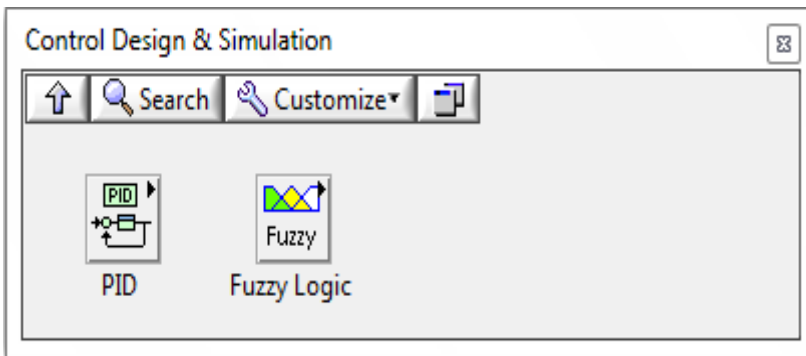 Control Design & Simulation
Search Customize
PID
Fuzzy
PID Fuzzy Logic